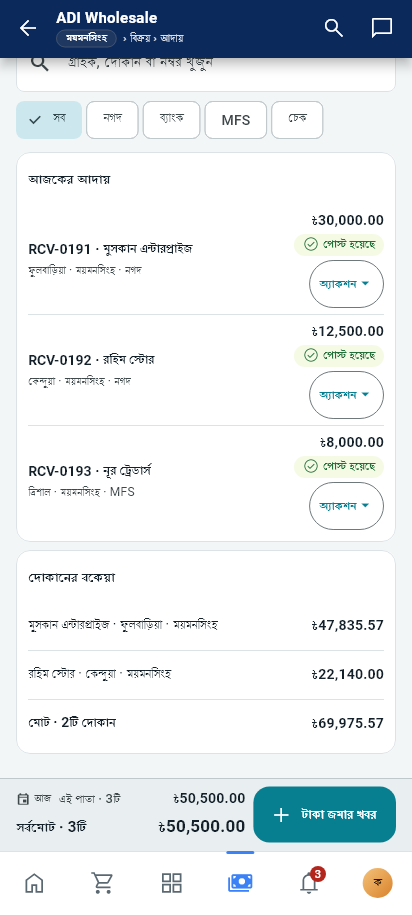 ADI Wholesale
ময়মনসিংহ › বিক্রয় › আদায়
গ্রাহক, দোকান বা নম্বর খুঁজুন
সব
নগদ
ব্যাংক
MFS
চেক
আজকের আদায়
৳30,000.00
RCV-0191 · মুসকান এন্টারপ্রাইজ
পোস্ট হয়েছে
ফুলবাড়িয়া · ময়মনসিংহ · নগদ
অ্যাকশন
৳12,500.00
RCV-0192 · রহিম স্টোর
পোস্ট হয়েছে
কেন্দুয়া · ময়মনসিংহ · নগদ
অ্যাকশন
৳8,000.00
RCV-0193 · নূর ট্রেডার্স
পোস্ট হয়েছে
ত্রিশাল · ময়মনসিংহ · MFS
অ্যাকশন
দোকানের বকেয়া
মুসকান এন্টারপ্রাইজ · ফুলবাড়িয়া · ময়মনসিংহ ৳47,835.57
রহিম স্টোর · কেন্দুয়া · ময়মনসিংহ ৳22,140.00
মোট · 2টি দোকান ৳69,975.57
আজ এই পাতা · 3টি ৳50,500.00
সর্বমোট · 3টি ৳50,500.00
টাকা জমার খবর
3
ক